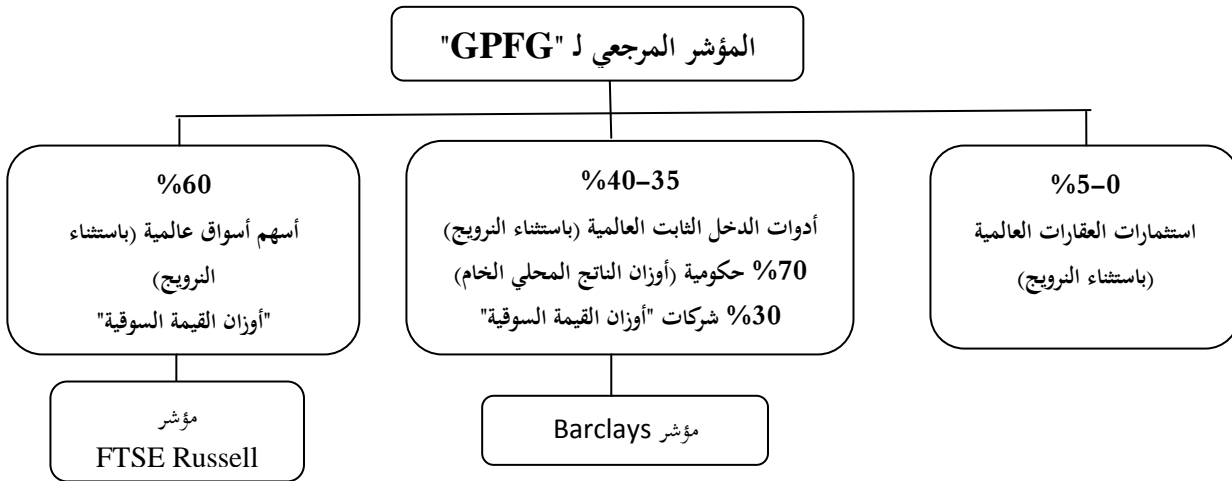 المؤشر المرجعي لـ "GPFG"
%5-0
استثمارات العقارات العالمية
(باستثناء النرويج)
%40-35
أدوات الدخل الثابت العالمية (باستثناء النرويج)
%70 حكومية (أوزان الناتج المحلي الخام)
%30 شركات "أوزان القيمة السوقية"
%60
أسهم أسواق عالمية (باستثناء
النرويج)
"أوزان القيمة السوقية"
مؤشر Barclays
مؤشر
FTSE Russell